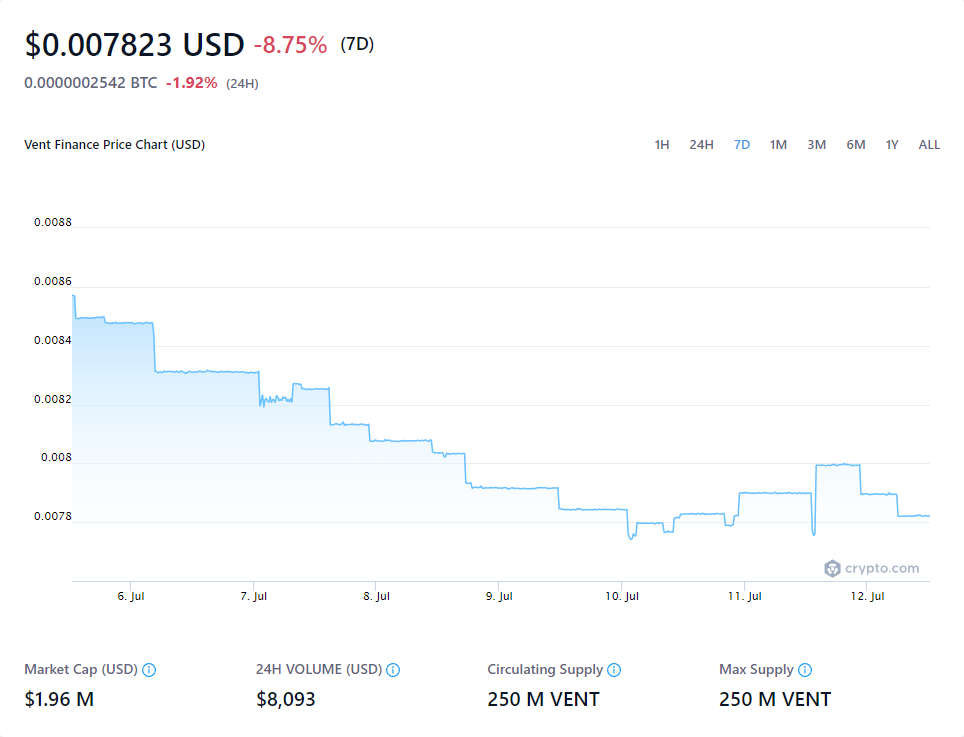 $0.007823 USD -8.75% (7D)
0.0000002542 BTC -1.92% (24H)
Vent Finance Price Chart (USD) 1H 24H 7D 1M 3M 6M 1Y ALL
0.0088
0.0086
0.0084
0.0082
0.008
0.0078
crypto.com
6. Jul 7. Jul 8. Jul 9. Jul 10. Jul 11. Jul 12. Jul
Market Cap (USD) 24H VOLUME (USD) Circulating Supply Max Supply
$1.96 M $8,093 250 M VENT 250 M VENT